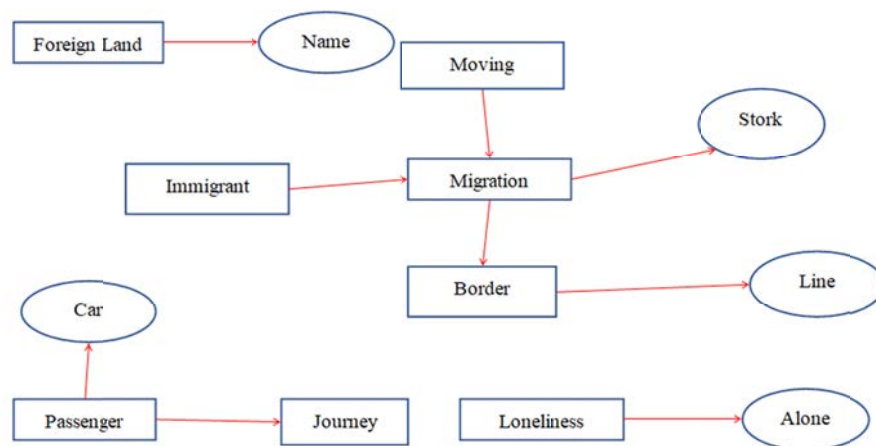 Foreign Land
Name
Moving
Stork
Immigrant
Migration
Border
Line
Car
Passenger
Journey
Loneliness
Alone